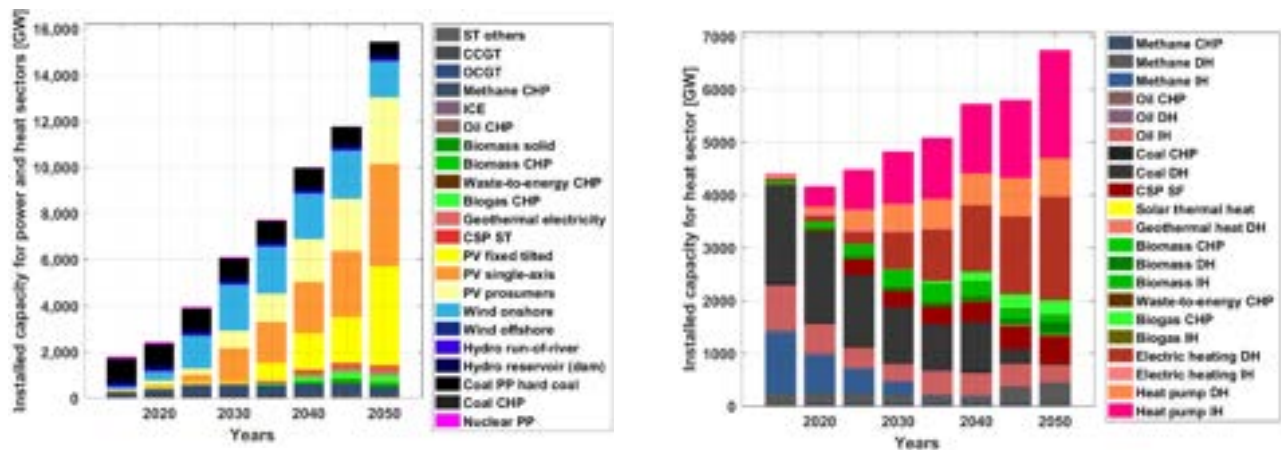 Installed capacity for power and heat sectors [GW]
16,000
14,000
12,000
10,000
8,000
6,000
4,000
2,000
0
2020
2030
2040
2050
Years
ST others
CCGT
OCGT
Methane CHP
ICE
Oil CHP
Biomass solid
Biomass CHP
Waste-to-energy CHP
Biogas CHP
Geothermal electricity
CSP ST
PV fixed tilted
PV single-axis
PV prosumers
Wind onshore
Wind offshore
Hydro run-of-river
Hydro reservoir (dam)
Coal PP hard coal
Coal CHP
Nuclear PP
Installed capacity for heat sector [GW]
7000
6000
5000
4000
3000
2000
1000
0
2020
2030
2040
2050
Years
Methane CHP
Methane DH
Methane IH
Oil CHP
Oil DH
Oil IH
Coal CHP
Coal DH
CSP SF
Solar thermal heat
Geothermal heat DH
Biomass CHP
Biomass DH
Biomass IH
Waste-to-energy CHP
Biogas CHP
Biogas IH
Electric heating DH
Electric heating IH
Heat pump DH
Heat pump IH